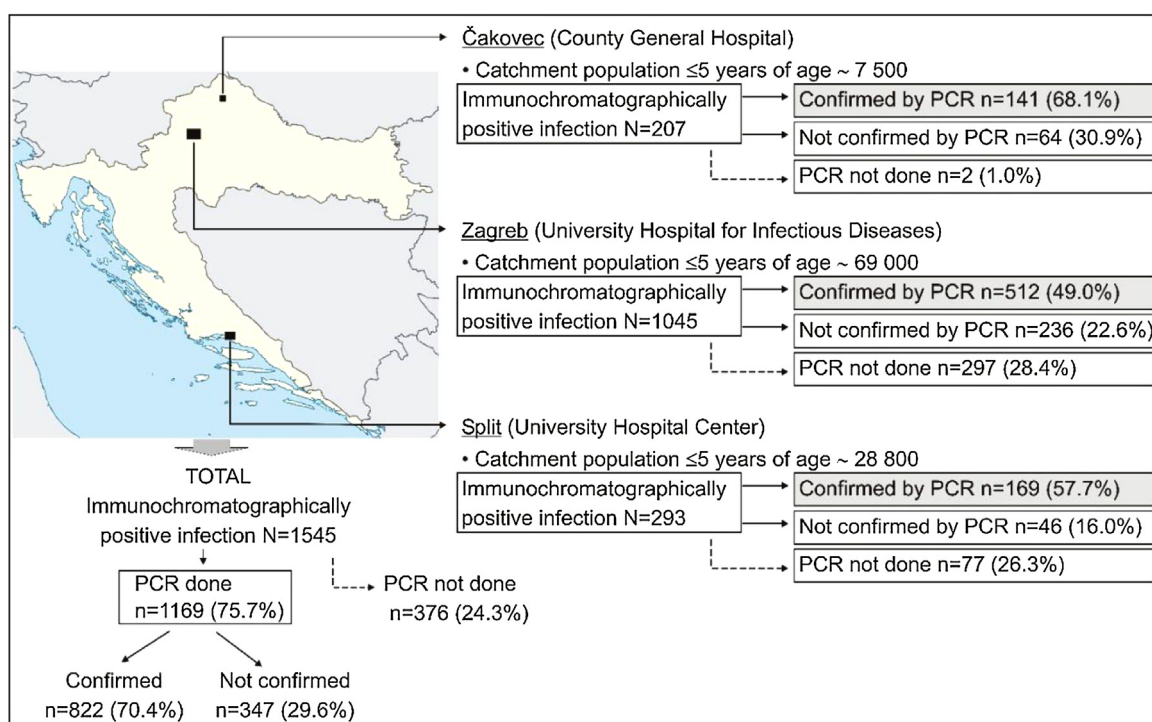 Čakovec (County General Hospital)
• Catchment population ≤5 years of age ~ 7 500
Immunochromatographically
positive infection N=207
Confirmed by PCR n=141 (68.1%)
Not confirmed by PCR n=64 (30.9%)
PCR not done n=2 (1.0%)
Zagreb (University Hospital for Infectious Diseases)
• Catchment population ≤5 years of age ~ 69 000
Immunochromatographically
positive infection N=1045
Confirmed by PCR n=512 (49.0%)
Not confirmed by PCR n=236 (22.6%)
PCR not done n=297 (28.4%)
Split (University Hospital Center)
• Catchment population ≤5 years of age ~ 28 800
Immunochromatographically
positive infection N=293
Confirmed by PCR n=169 (57.7%)
Not confirmed by PCR n=46 (16.0%)
PCR not done n=77 (26.3%)
TOTAL
Immunochromatographically
positive infection N=1545
PCR done
n=1169 (75.7%)
PCR not done
n=376 (24.3%)
Confirmed
n=822 (70.4%)
Not confirmed
n=347 (29.6%)